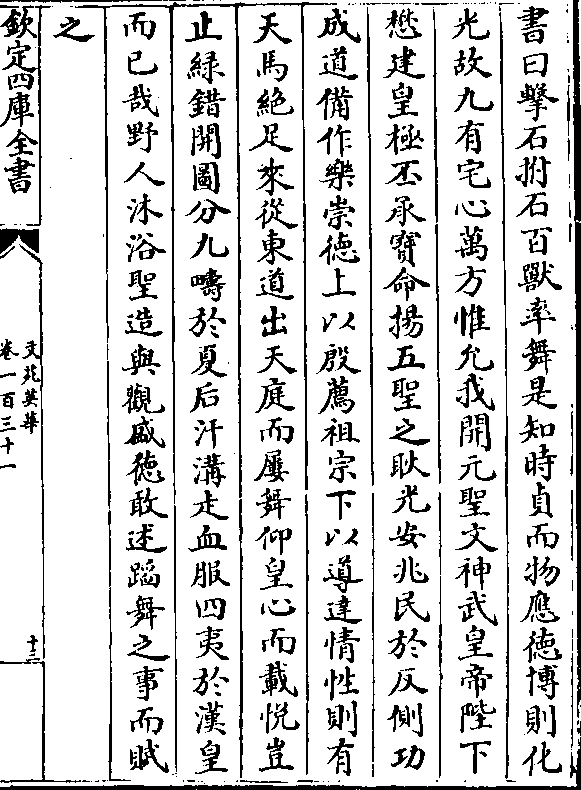 書曰擊石拊石百獸率舞是知時貞而物應徳博則化
光故九有宅心萬方惟允我開元聖文神武皇帝陛下
懋建皇極丕承寶命揚五聖之耿光安兆民於反側功
成道備作樂崇徳上以殷薦祖宗下以導達情性則有
天馬絶足來從東道出天庭而屢舞仰皇心而載悦豈
止緑錯開圖分九疇於夏后汗溝走血服四夷於漢皇
而已哉野人沐浴聖造與觀盛徳敢述蹈舞之事而賦
之
欽定四庫全書
文苑英華
卷一百三十一
十三